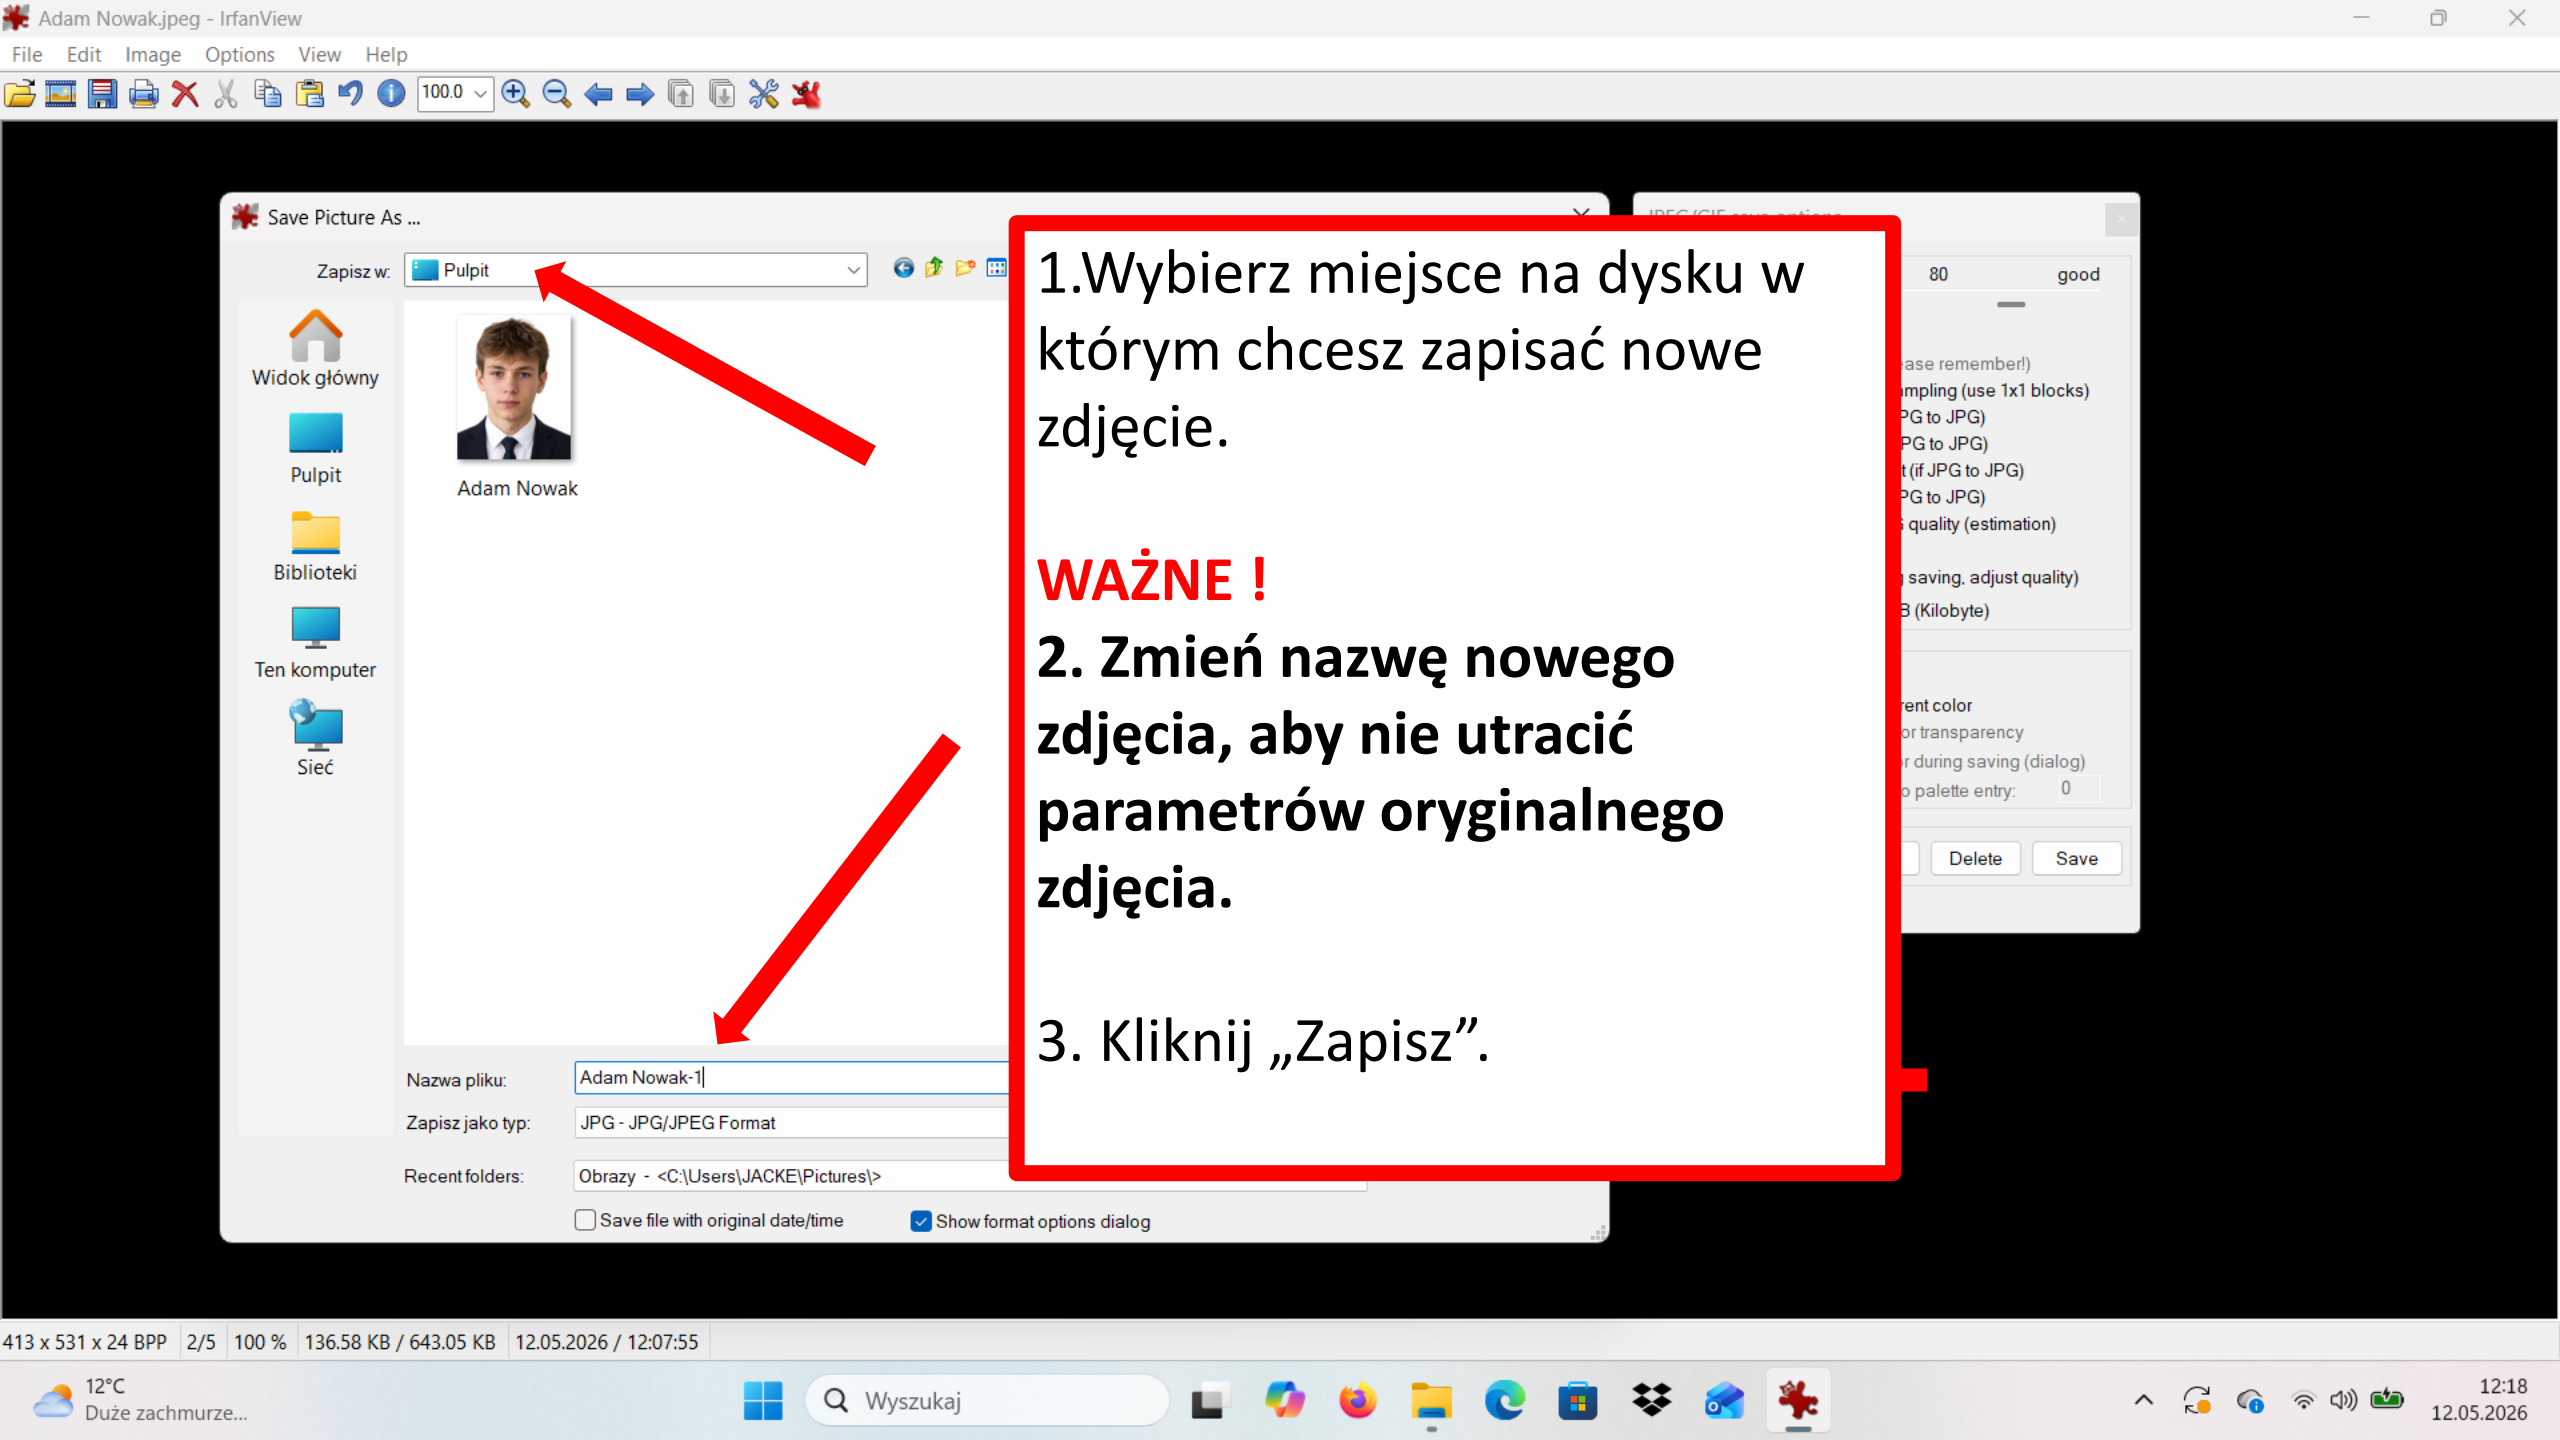 Adam Nowak.jpeg - IrfanView
File Edit Image Options View Help
100.0
Save Picture As ...
Zapisz w: Pulpit
Widok główny
Pulpit
Biblioteki
Ten komputer
Sieć
Adam Nowak
1.Wybierz miejsce na dysku w
którym chcesz zapisać nowe
zdjęcie.
WAŻNE !
2. Zmień nazwę nowego
zdjęcia, aby nie utracić
parametrów oryginalnego
zdjęcia.
3. Kliknij „Zapisz”.
80 good
remember!)
(use 1x1 blocks)
to JPG)
to JPG)
(if JPG to JPG)
to JPG)
quality (estimation)
saving, adjust quality)
(Kilobyte)
color
transparency
during saving (dialog)
palette entry: 0
Delete Save
Nazwa pliku: Adam Nowak-1
Zapisz jako typ: JPG - JPG/JPEG Format
Recent folders: Obrazy - <C:\Users\JACKE\Pictures\>
Save file with original date/time Show format options dialog
413 x 531 x 24 BPP 2/5 100 % 136.58 KB / 643.05 KB 12.05.2026 / 12:07:55
12°C
Duże zachmurze...
Wyszukaj
12:18
12.05.2026